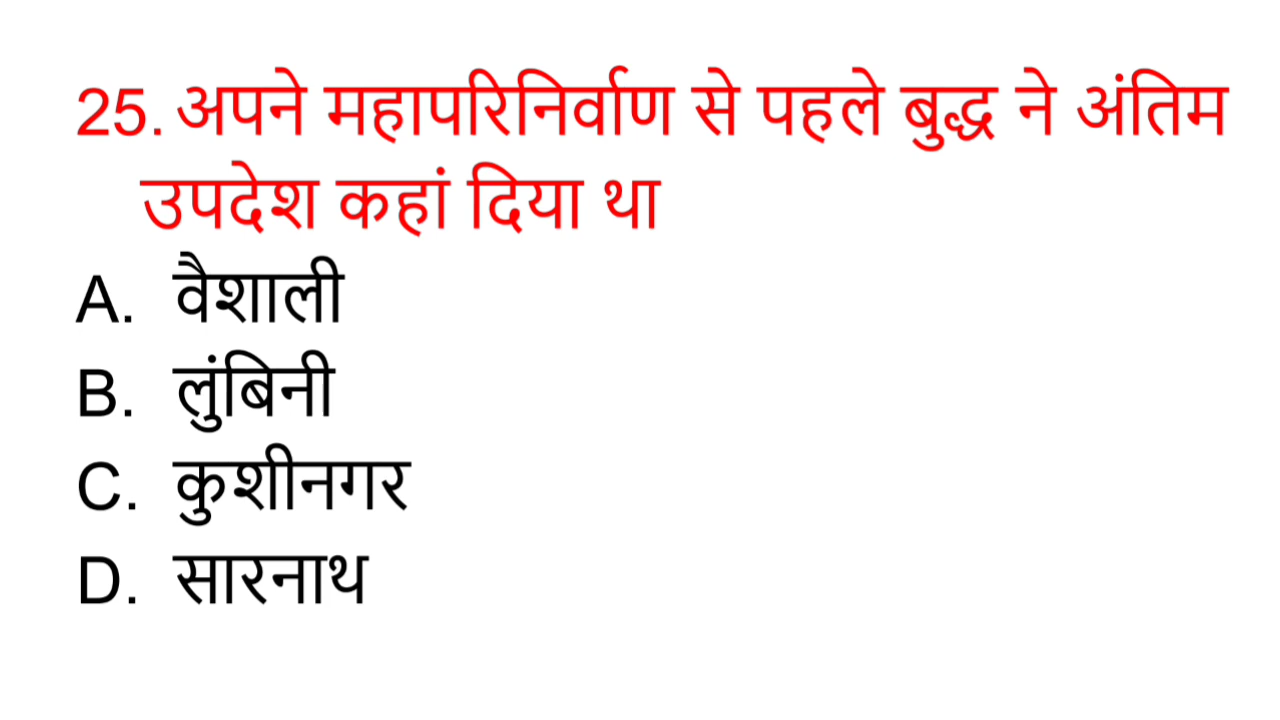 25. अपने महापरिनिर्वाण से पहले बुद्ध ने अंतिम
उपदेश कहां दिया था
A. वैशाली
B. लुंबिनी
C. कुशीनगर
D. सारनाथ